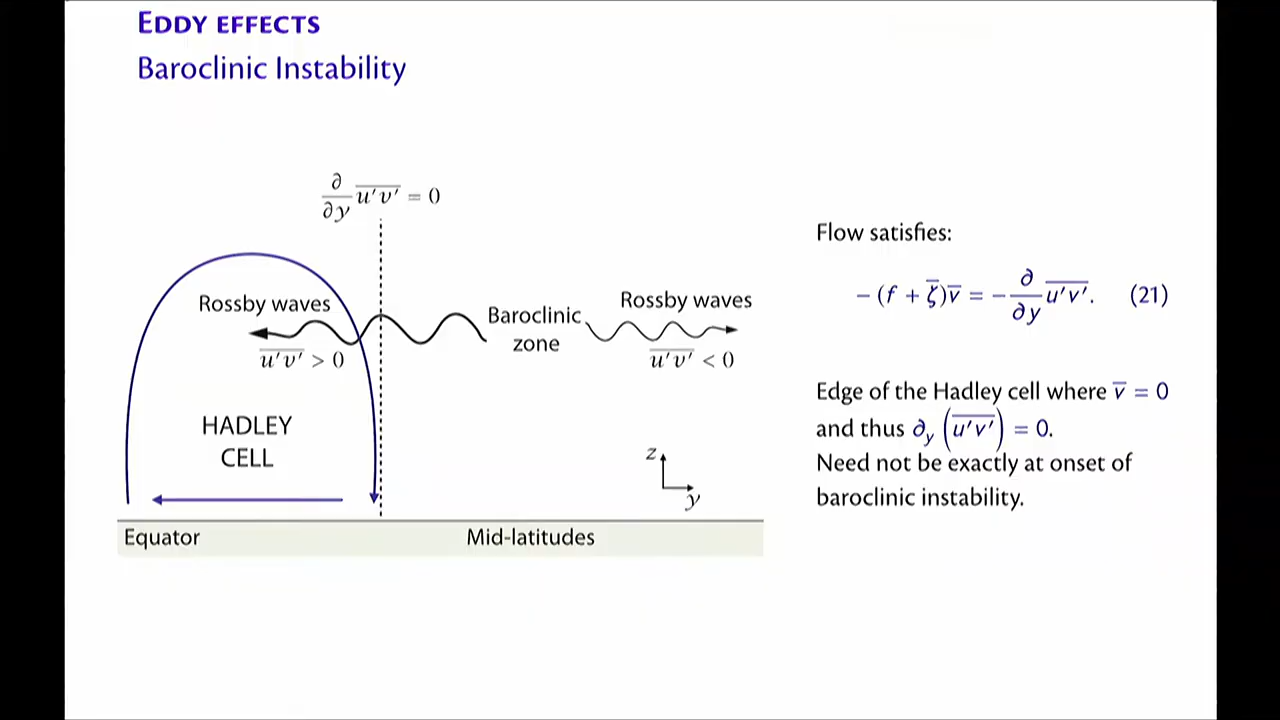 EDDY EFFECTS
Baroclinic Instability
∂/∂y u′v′‾ = 0
Rossby waves
u′v′‾ > 0
Baroclinic
zone
Rossby waves
u′v′‾ < 0
HADLEY
CELL
z
y
Equator
Mid-latitudes
Flow satisfies:
−(f + ζ̄)v̄ = −∂/∂y u′v′‾. (21)
Edge of the Hadley cell where v̄ = 0
and thus ∂y (u′v′‾) = 0.
Need not be exactly at onset of
baroclinic instability.